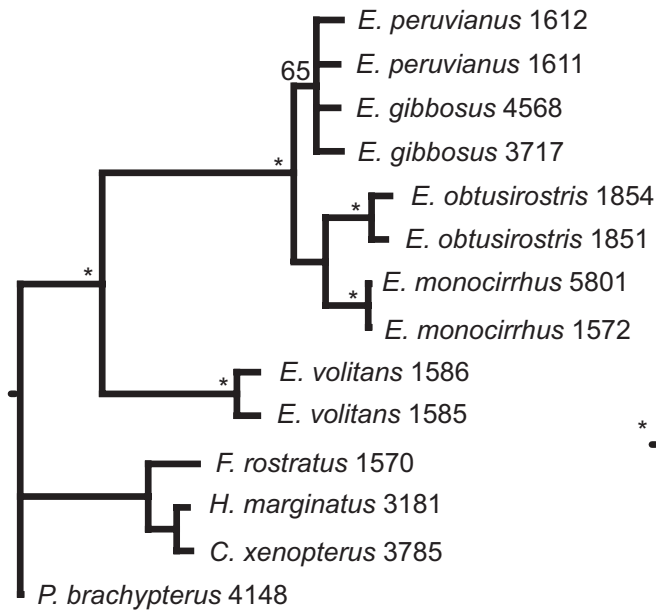 E. peruvianus 1612
65
E. peruvianus 1611
E. gibbosus 4568
E. gibbosus 3717
*
E. obtusirostris 1854
*
E. obtusirostris 1851
*
E. monocirrhus 5801
*
E. monocirrhus 1572
E. volitans 1586
*
E. volitans 1585
*
F. rostratus 1570
H. marginatus 3181
C. xenopterus 3785
P. brachypterus 4148